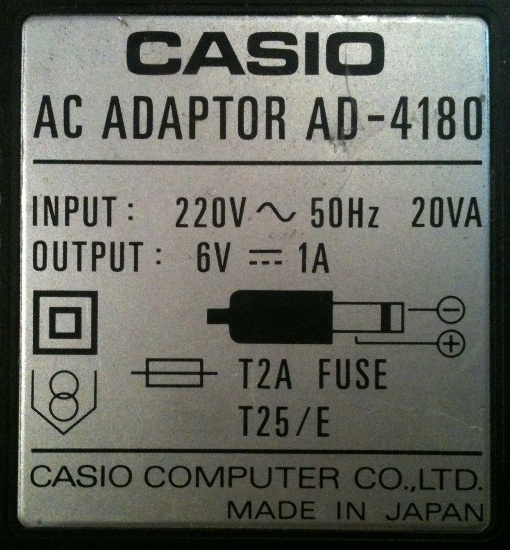 CASIO
AC ADAPTOR AD-4180
INPUT: 220V ~ 50Hz 20VA
OUTPUT: 6V ⎓ 1A
−
+
T2A FUSE
T25/E
CASIO COMPUTER CO.,LTD.
MADE IN JAPAN